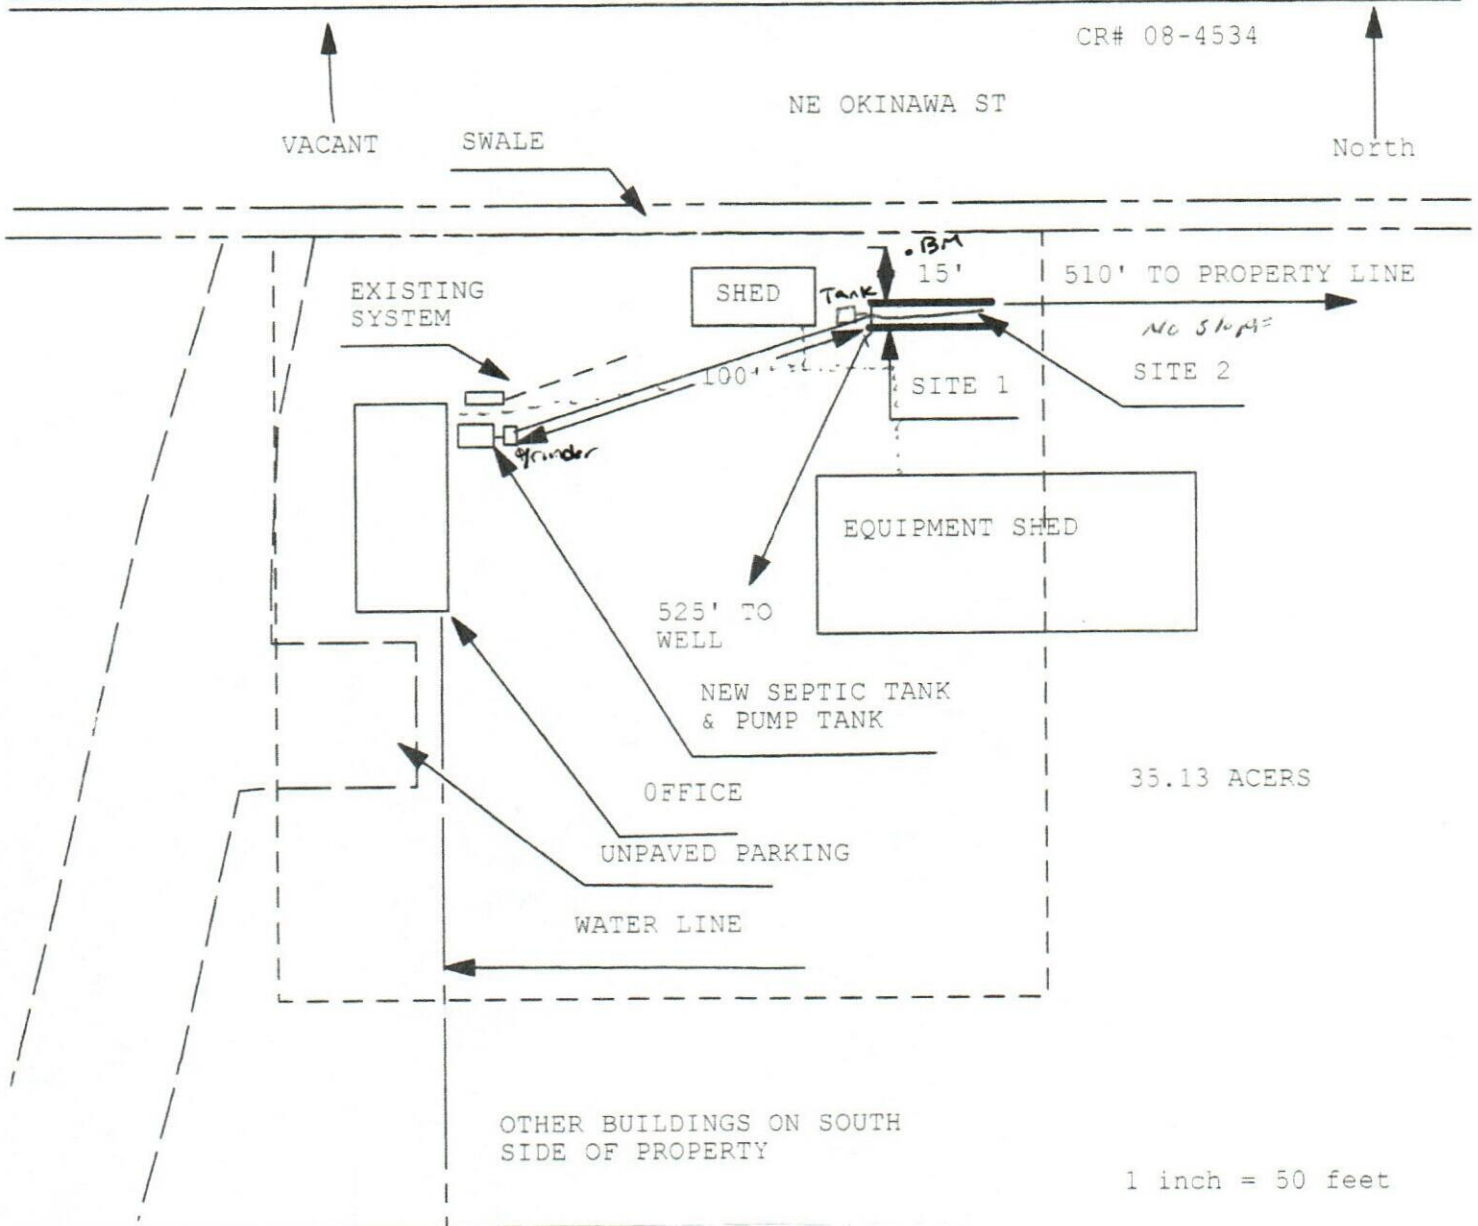 CR# 08-4534
NE OKINAWA ST
VACANT
SWALE
North
.BM
15'
510' TO PROPERTY LINE
EXISTING
SYSTEM
SHED
Tank
No slope
100'
SITE 1
SITE 2
grinder
EQUIPMENT SHED
525' TO
WELL
NEW SEPTIC TANK
& PUMP TANK
35.13 ACERS
OFFICE
UNPAVED PARKING
WATER LINE
OTHER BUILDINGS ON SOUTH
SIDE OF PROPERTY
1 inch = 50 feet